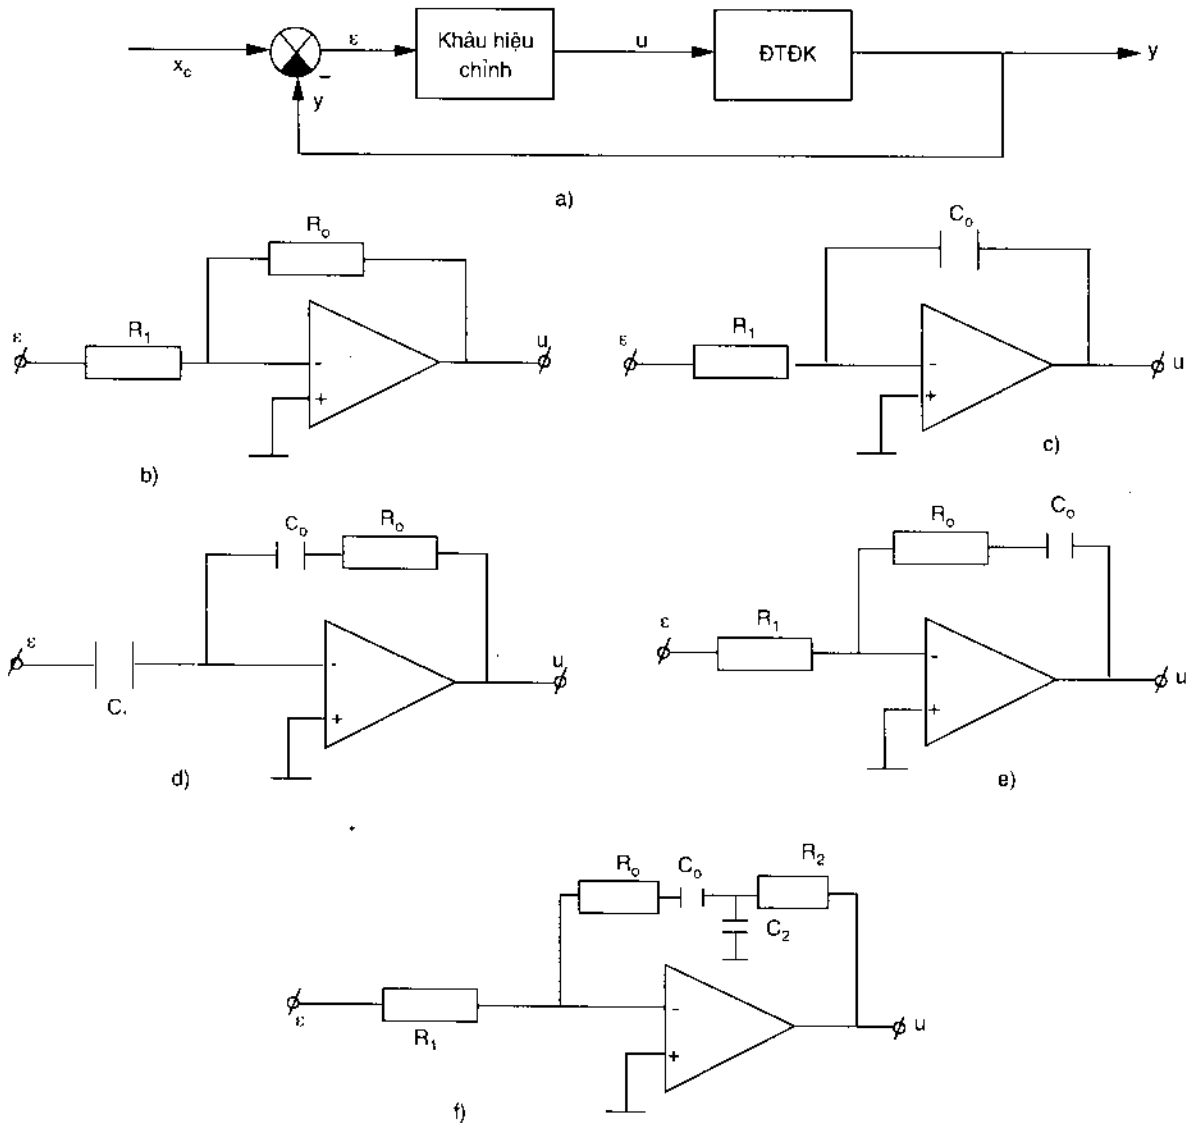 x_c
ε
Khâu hiệu
chỉnh
u
ĐTĐK
y
−
y
a)
R_o
R_1
ε
u
-
+
b)
C_o
R_1
ε
u
-
+
c)
C_o
R_o
ε
C
u
-
+
d)
R_o
C_o
R_1
ε
u
-
+
e)
R_o
C_o
R_2
C_2
ε
R_1
u
-
+
f)